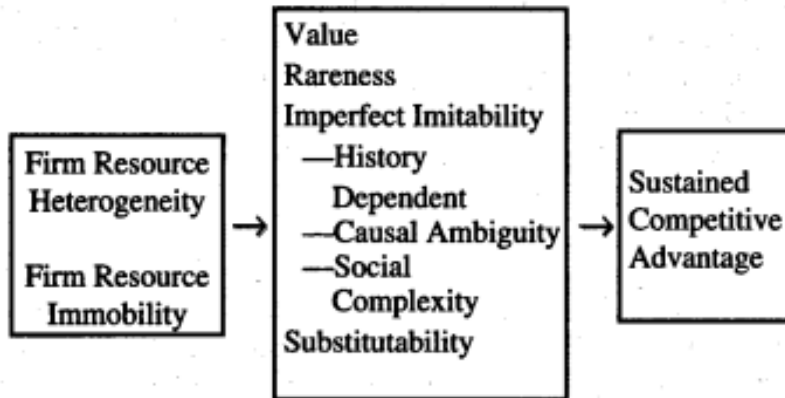 Firm Resource
Heterogeneity
Firm Resource
Immobility
→
Value
Rareness
Imperfect Imitability
—History
Dependent
—Causal Ambiguity
—Social
Complexity
Substitutability
→
Sustained
Competitive
Advantage